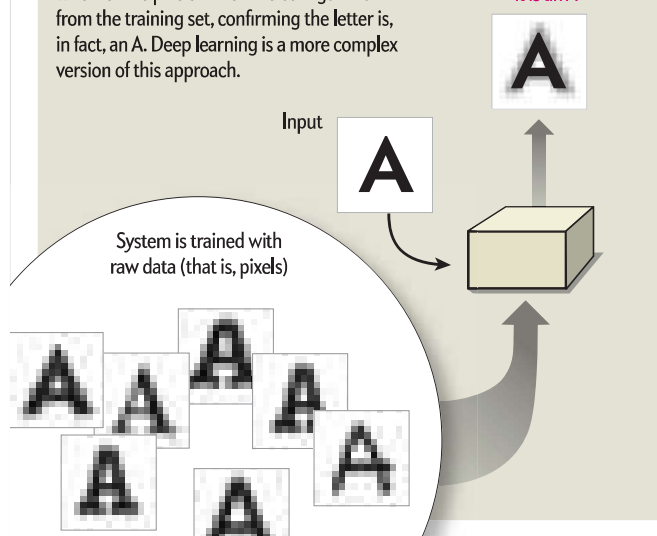 from the training set, confirming the letter is,
in fact, an A. Deep learning is a more complex
version of this approach.
Input
A
A
System is trained with
raw data (that is, pixels)
A
A
A
A
A
A
A